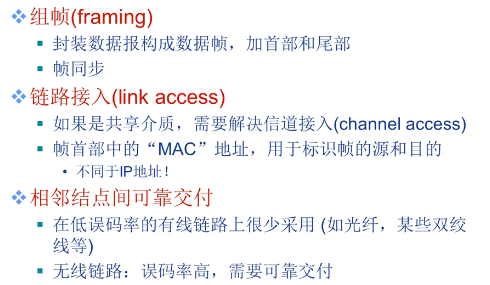 组帧(framing)
封装数据报构成数据帧，加首部和尾部
帧同步
链路接入(link access)
如果是共享介质，需要解决信道接入(channel access)
帧首部中的“MAC”地址，用于标识帧的源和目的
不同于IP地址！
相邻结点间可靠交付
在低误码率的有线链路上很少采用 (如光纤，某些双绞
线等)
无线链路：误码率高，需要可靠交付